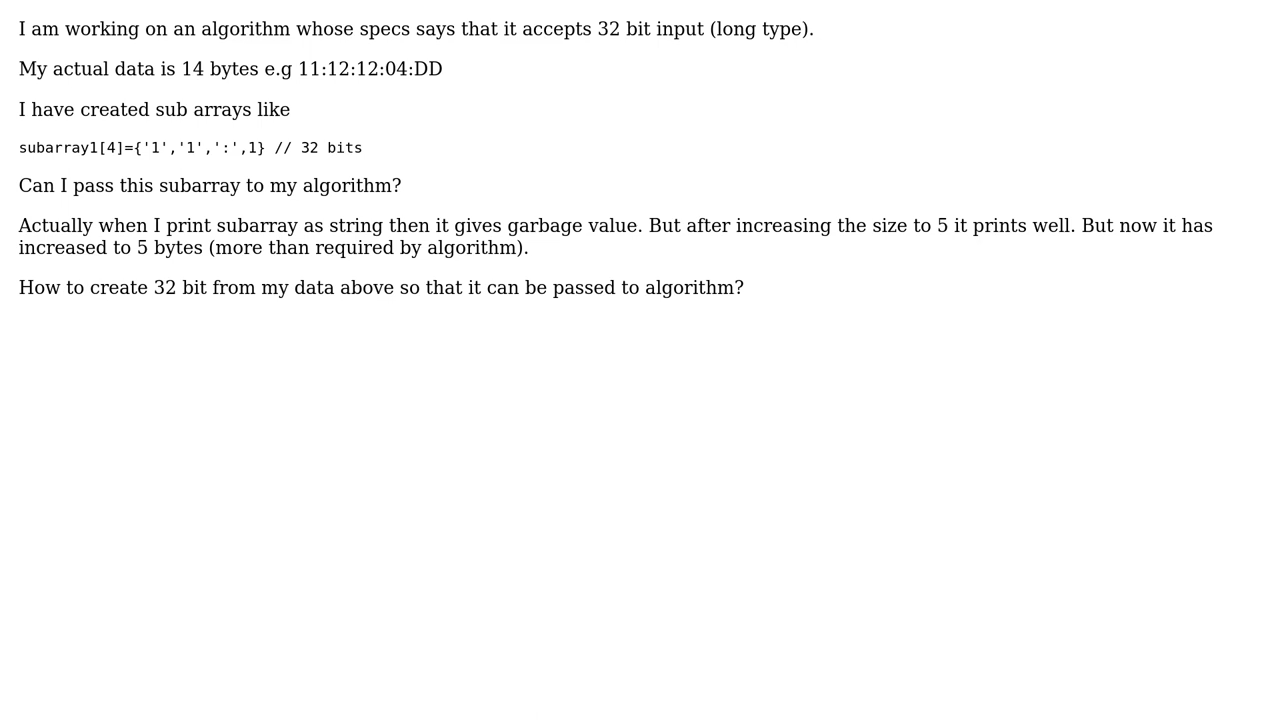 I am working on an algorithm whose specs says that it accepts 32 bit input (long type).
My actual data is 14 bytes e.g 11:12:12:04:DD
I have created sub arrays like
subarray1[4]={'1','1',':',1} // 32 bits
Can I pass this subarray to my algorithm?
Actually when I print subarray as string then it gives garbage value. But after increasing the size to 5 it prints well. But now it has
increased to 5 bytes (more than required by algorithm).
How to create 32 bit from my data above so that it can be passed to algorithm?